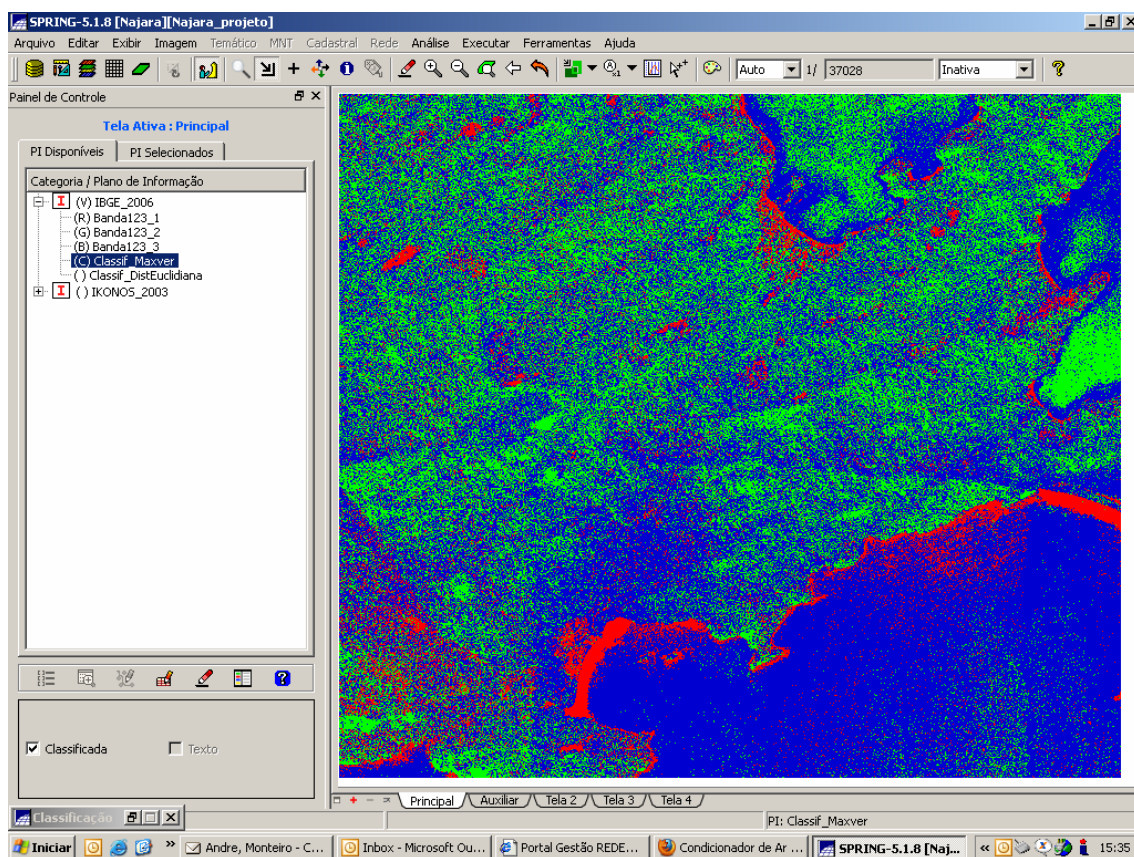 SPRING-5.1.8 [Najara][Najara_projeto]
Arquivo Editar Exibir Imagem Temático MNT Cadastral Rede Análise Executar Ferramentas Ajuda
Auto 1/ 37028 Inativa
Painel de Controle
Tela Ativa : Principal
PI Disponíveis PI Selecionados
Categoria / Plano de Informação
(V) IBGE_2006
(R) Banda123_1
(G) Banda123_2
(B) Banda123_3
(C) Classif_Maxver
( ) Classif_DistEuclidiana
( ) IKONOS_2003
Classificada Texto
Principal Auxiliar Tela 2 Tela 3 Tela 4
Classificação
PI: Classif_Maxver
Iniciar Andre, Monteiro - C... Inbox - Microsoft Ou... Portal Gestão REDE... Condicionador de Ar ... SPRING-5.1.8 [Naj... 15:35